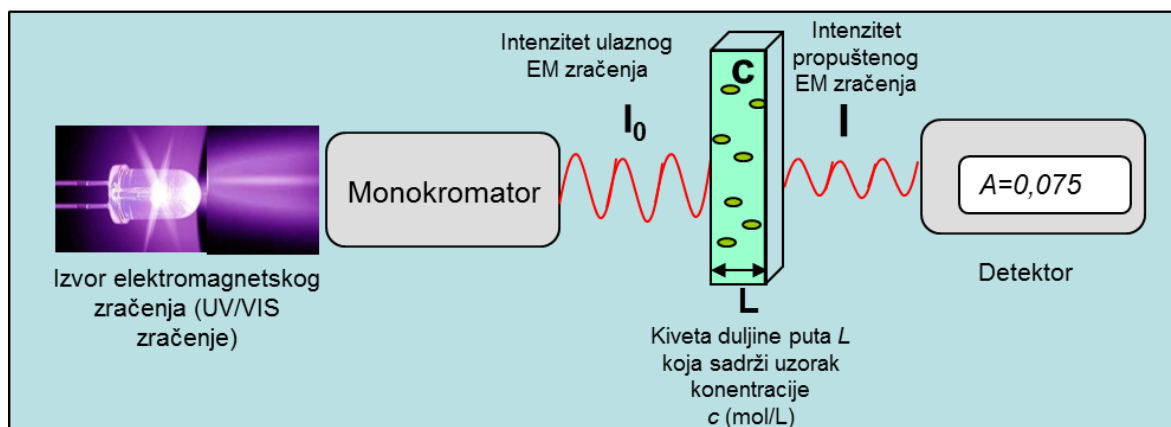 Intenzitet ulaznog
EM zračenja
I0
Intenzitet
propuštenog
EM zračenja
I
C
Monokromator
A=0,075
Izvor elektromagnetskog
zračenja (UV/VIS
zračenje)
Detektor
L
Kiveta duljine puta L
koja sadrži uzorak
konentracije
c (mol/L)